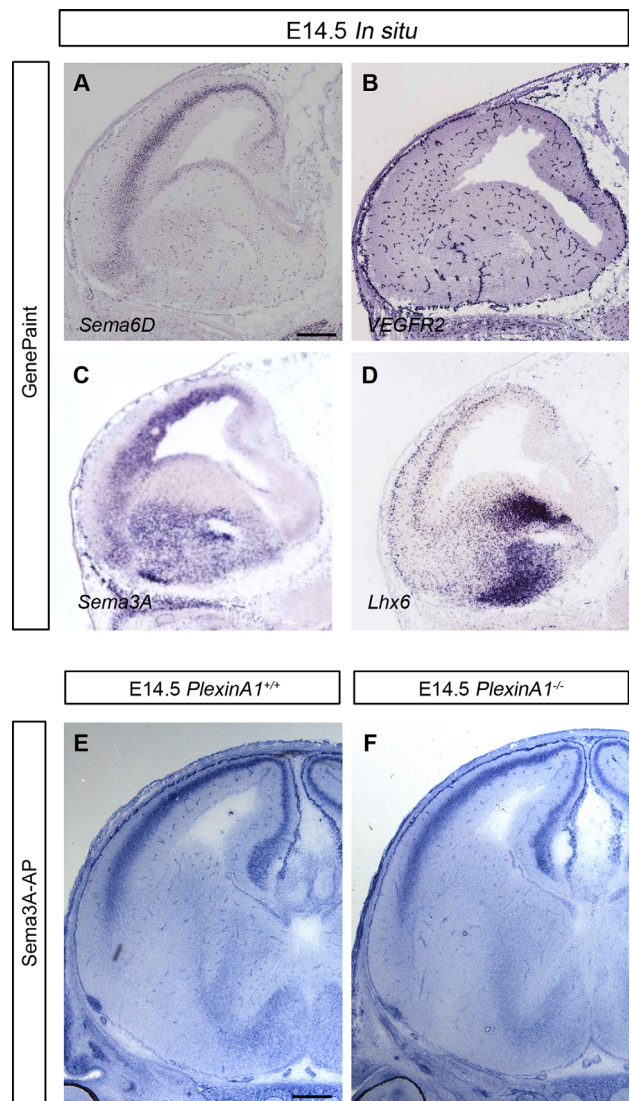 E14.5 In situ
GenePaint
A
B
Sema6D
VEGFR2
C
D
Sema3A
Lhx6
E14.5 PlexinA1+/+
E14.5 PlexinA1-/-
Sema3A-AP
E
F